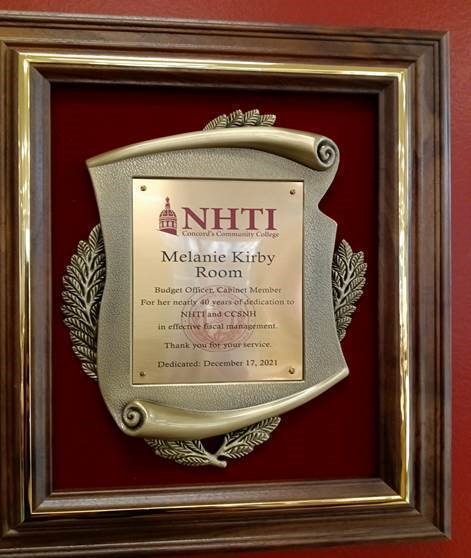 NHTI
Concord's Community College
Melanie Kirby
Room
Budget Officer, Cabinet Member
For her nearly 40 years of dedication to
NHTI and CCSNH
in effective fiscal management.
Thank you for your service.
Dedicated: December 17, 2021